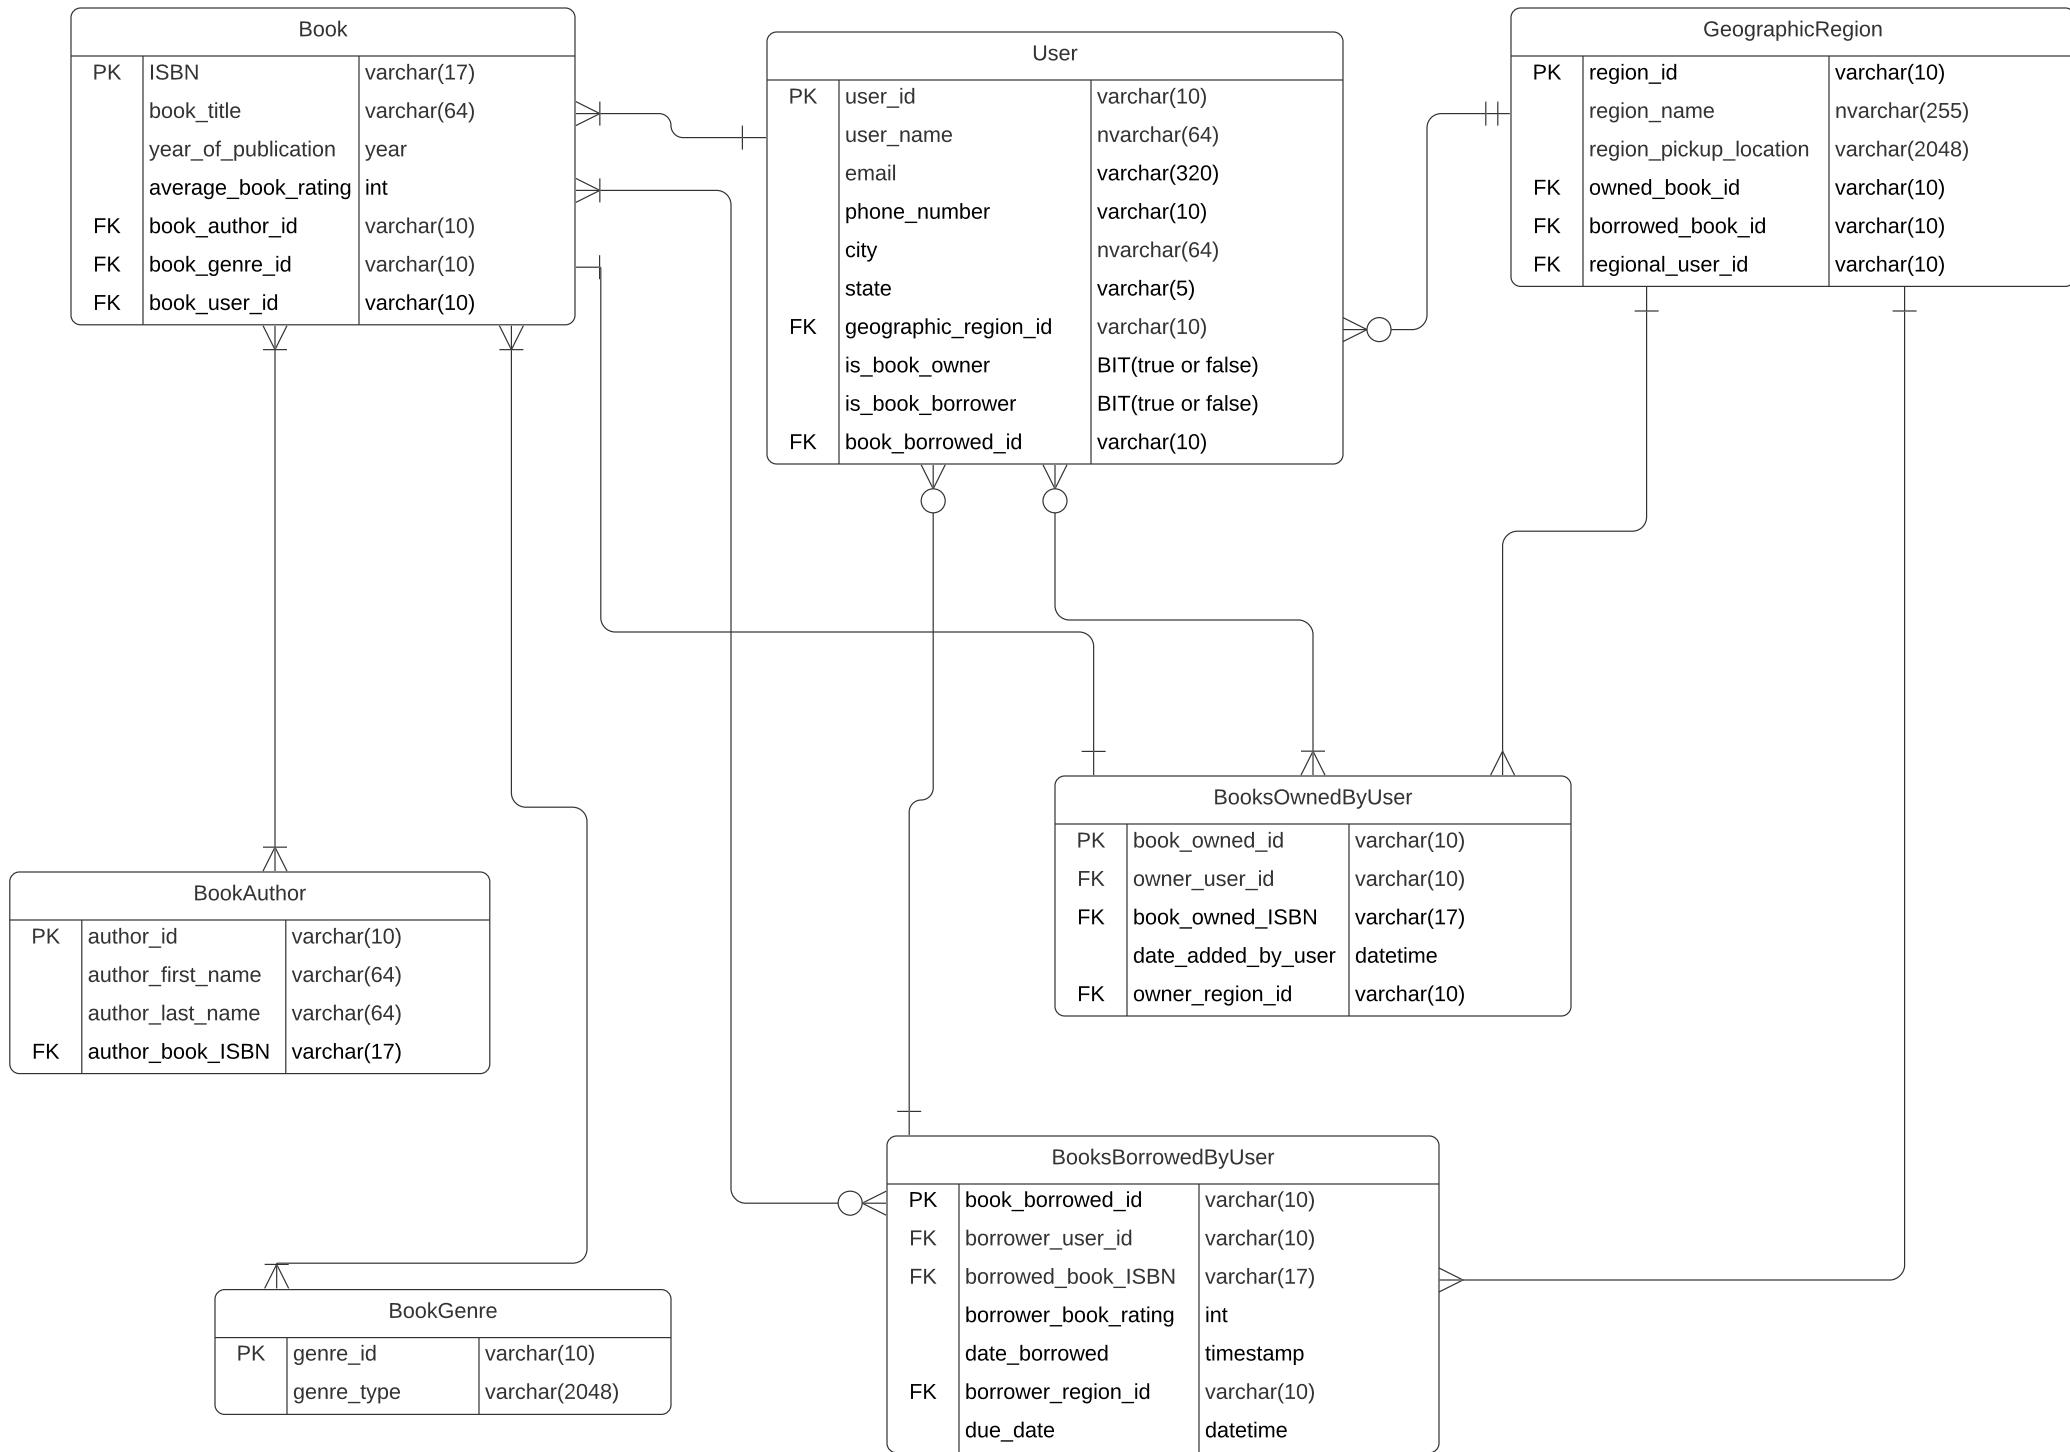 Book
PK ISBN varchar(17)
book_title varchar(64)
year_of_publication year
average_book_rating int
FK book_author_id varchar(10)
FK book_genre_id varchar(10)
FK book_user_id varchar(10)
User
PK user_id varchar(10)
user_name nvarchar(64)
email varchar(320)
phone_number varchar(10)
city nvarchar(64)
state varchar(5)
FK geographic_region_id varchar(10)
is_book_owner BIT(true or false)
is_book_borrower BIT(true or false)
FK book_borrowed_id varchar(10)
GeographicRegion
PK region_id varchar(10)
region_name nvarchar(255)
region_pickup_location varchar(2048)
FK owned_book_id varchar(10)
FK borrowed_book_id varchar(10)
FK regional_user_id varchar(10)
BooksOwnedByUser
PK book_owned_id varchar(10)
FK owner_user_id varchar(10)
FK book_owned_ISBN varchar(17)
date_added_by_user datetime
FK owner_region_id varchar(10)
BookAuthor
PK author_id varchar(10)
author_first_name varchar(64)
author_last_name varchar(64)
FK author_book_ISBN varchar(17)
BooksBorrowedByUser
PK book_borrowed_id varchar(10)
FK borrower_user_id varchar(10)
FK borrowed_book_ISBN varchar(17)
borrower_book_rating int
date_borrowed timestamp
FK borrower_region_id varchar(10)
due_date datetime
BookGenre
PK genre_id varchar(10)
genre_type varchar(2048)